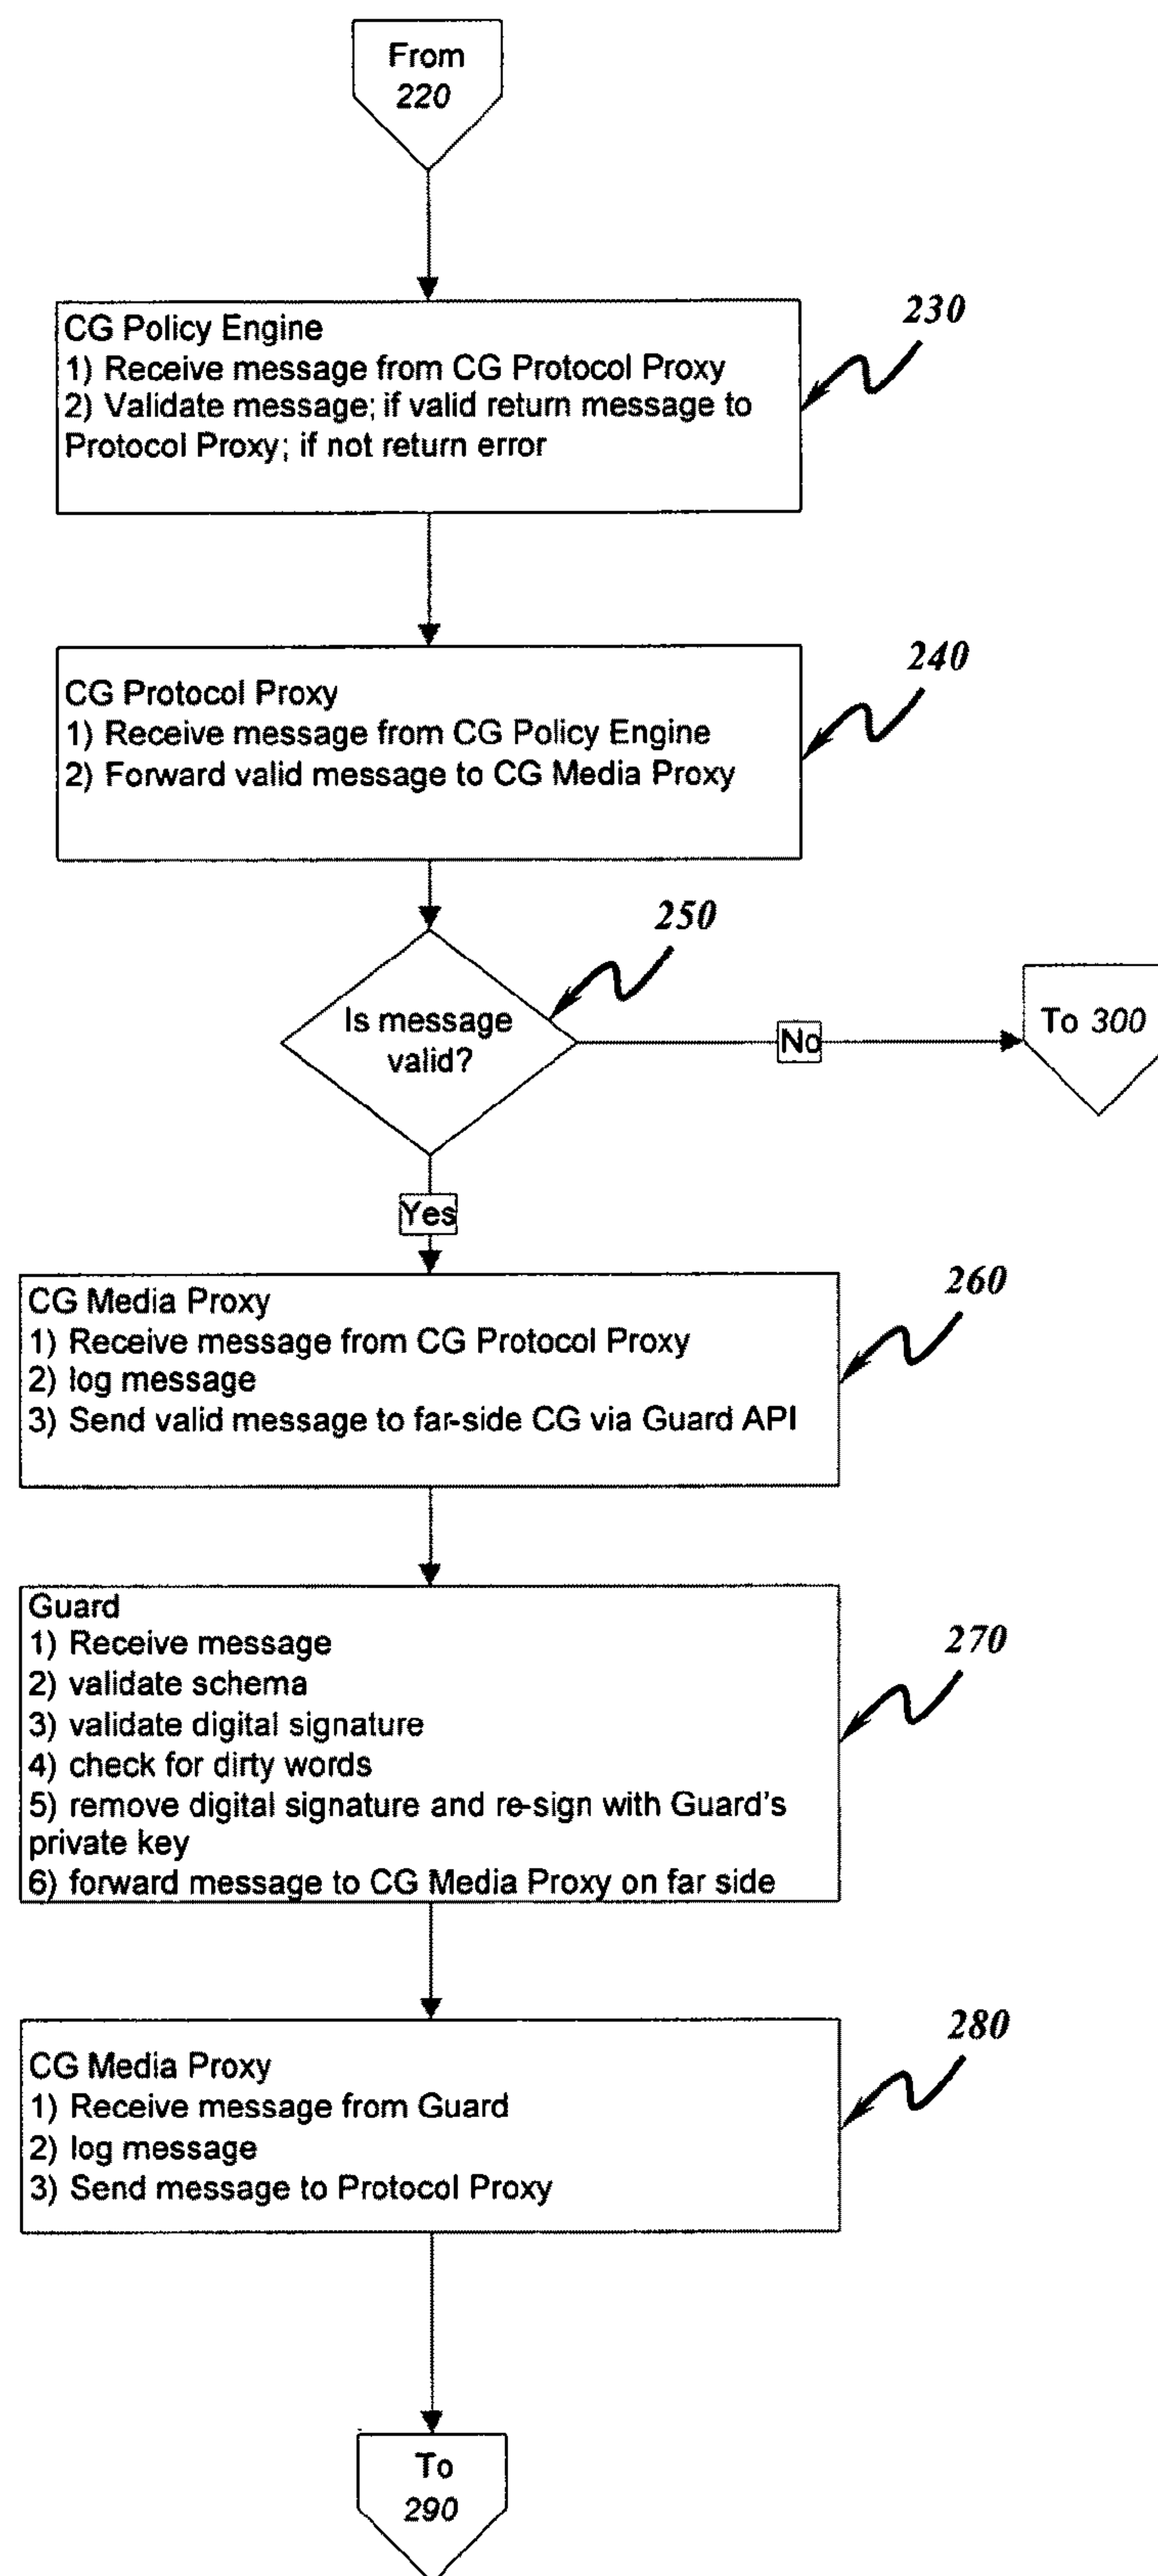 From
220
230
CG Policy Engine
1) Receive message from CG Protocol Proxy
2) Validate message; if valid return message to
Protocol Proxy; if not return error
240
CG Protocol Proxy
1) Receive message from CG Policy Engine
2) Forward valid message to CG Media Proxy
250
Is message
valid?
No
To 300
Yes
260
CG Media Proxy
1) Receive message from CG Protocol Proxy
2) log message
3) Send valid message to far-side CG via Guard API
270
Guard
1) Receive message
2) validate schema
3) validate digital signature
4) check for dirty words
5) remove digital signature and re-sign with Guard's
private key
6) forward message to CG Media Proxy on far side
280
CG Media Proxy
1) Receive message from Guard
2) log message
3) Send message to Protocol Proxy
To
290